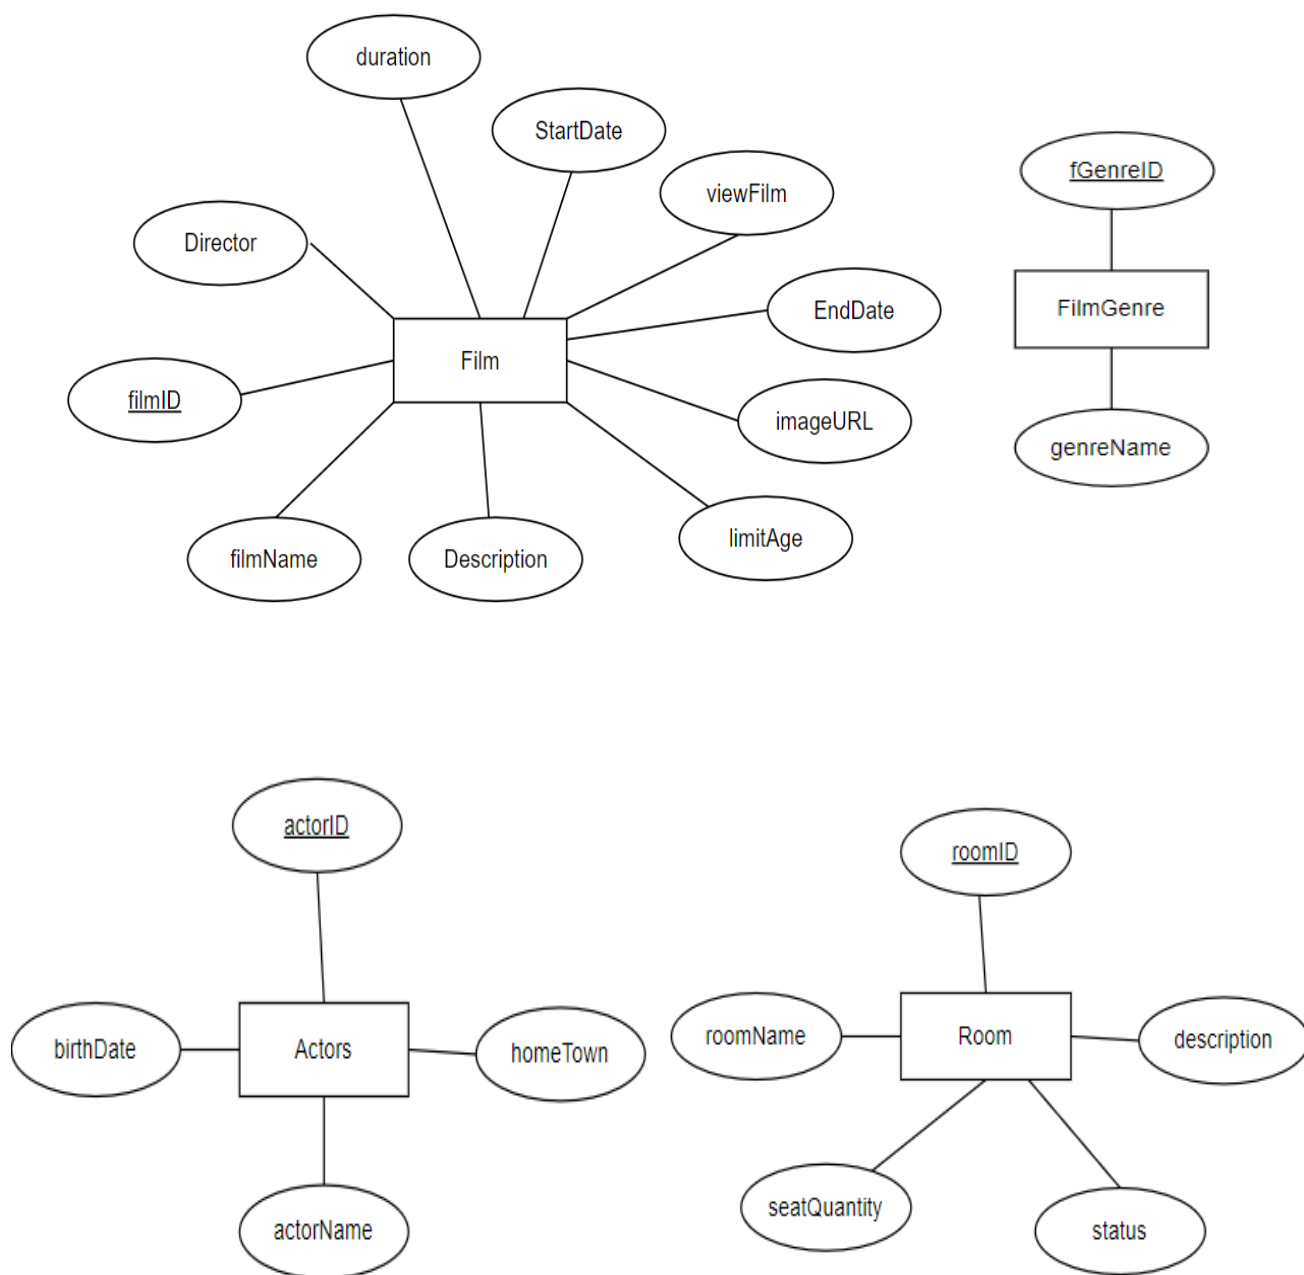 duration
StartDate
viewFilm
fGenreID
Director
EndDate
FilmGenre
Film
filmID
imageURL
genreName
filmName
Description
limitAge
actorID
roomID
birthDate
Actors
homeTown
roomName
Room
description
seatQuantity
status
actorName